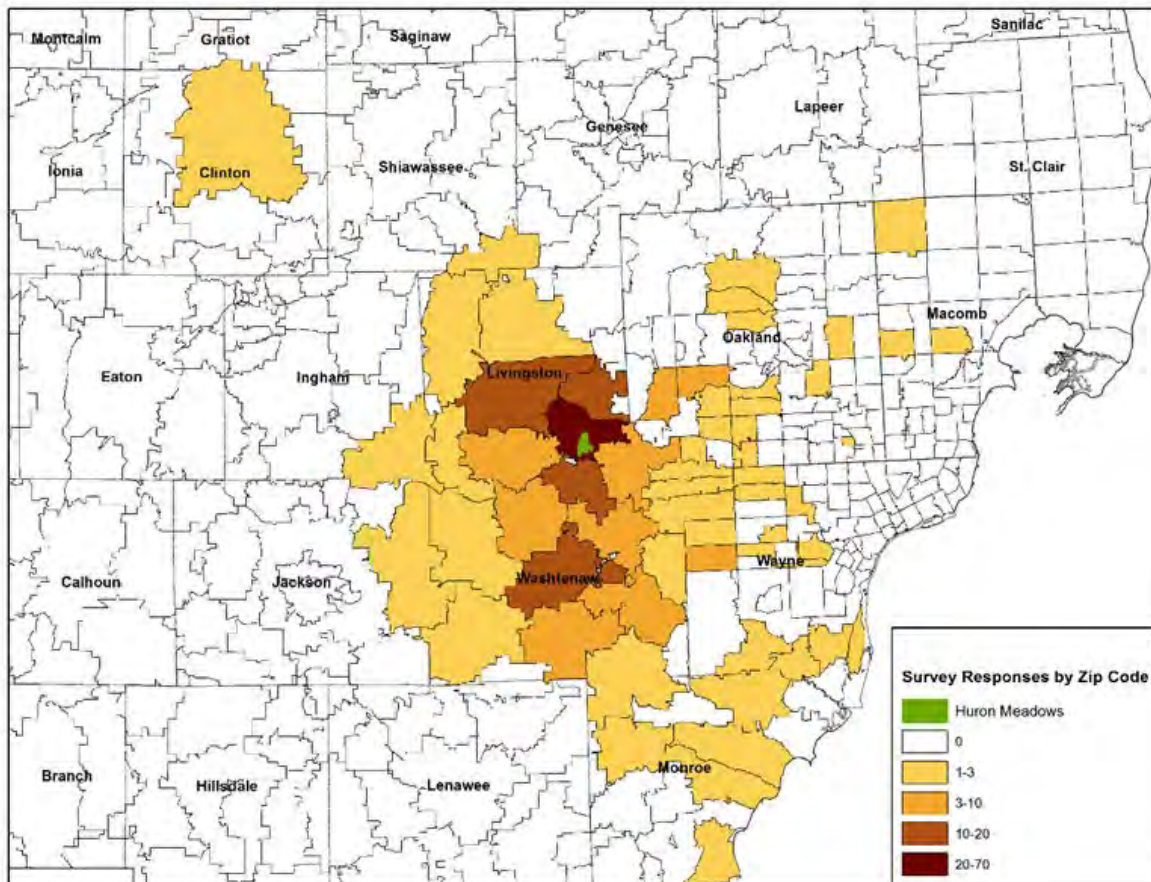 Montcalm
Gratiot
Saginaw
Sanilac
Lapeer
Genesee
Ionia
Clinton
Shiawassee
St. Clair
Macomb
Oakland
Eaton
Ingham
Livingston
Calhoun
Jackson
Washtenaw
Wayne
Branch
Hillsdale
Lenawee
Monroe
Survey Responses by Zip Code
Huron Meadows
0
1-3
3-10
10-20
20-70